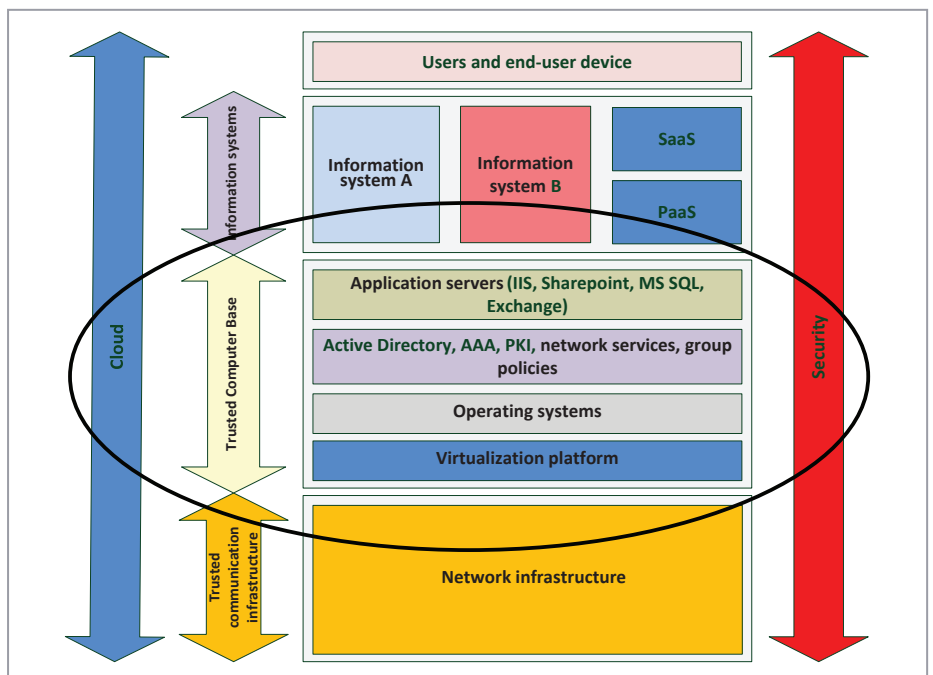 Users and end-user device
Information systems
Information
system A
Information
system B
SaaS
PaaS
Cloud
Trusted Computer Base
Application servers (IIS, Sharepoint, MS SQL,
Exchange)
Active Directory, AAA, PKI, network services, group
policies
Operating systems
Virtualization platform
Security
Trusted
communication
infrastructure
Network infrastructure